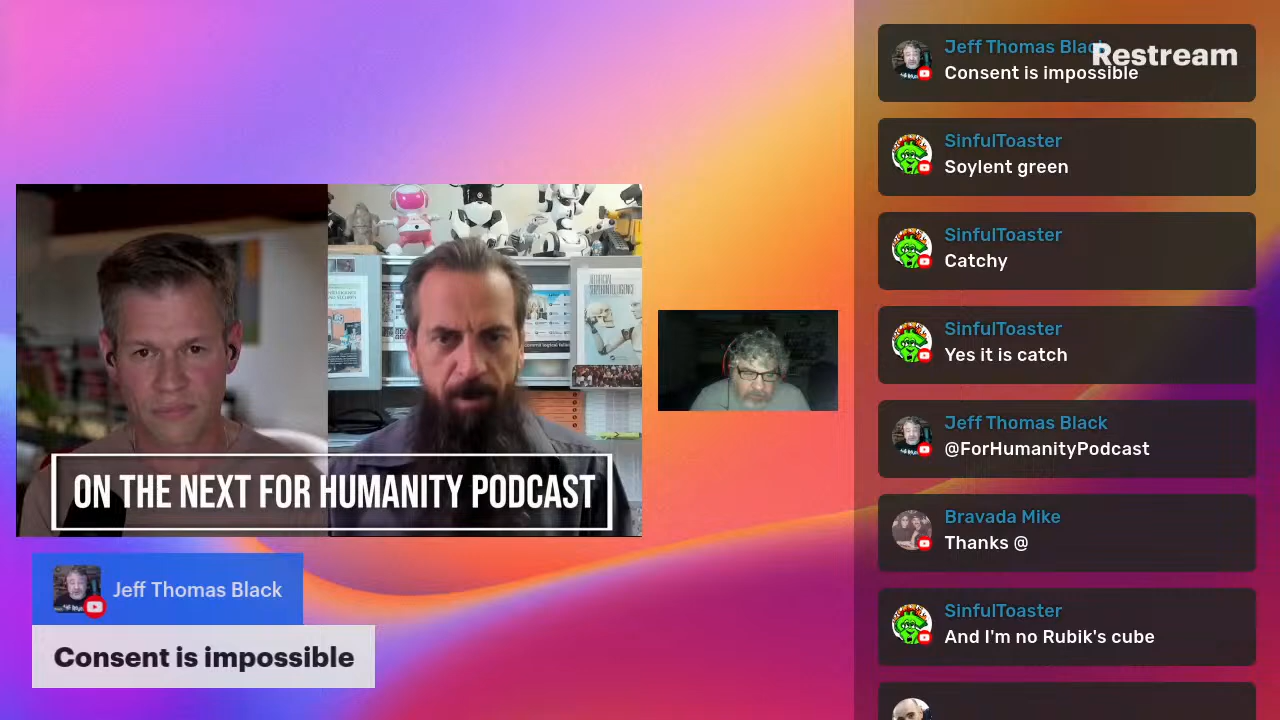 ON THE NEXT FOR HUMANITY PODCAST
Jeff Thomas Black
Consent is impossible
Restream
Jeff Thomas Black
Consent is impossible
SinfulToaster
Soylent green
SinfulToaster
Catchy
SinfulToaster
Yes it is catch
Jeff Thomas Black
@ForHumanityPodcast
Bravada Mike
Thanks @
SinfulToaster
And I'm no Rubik's cube